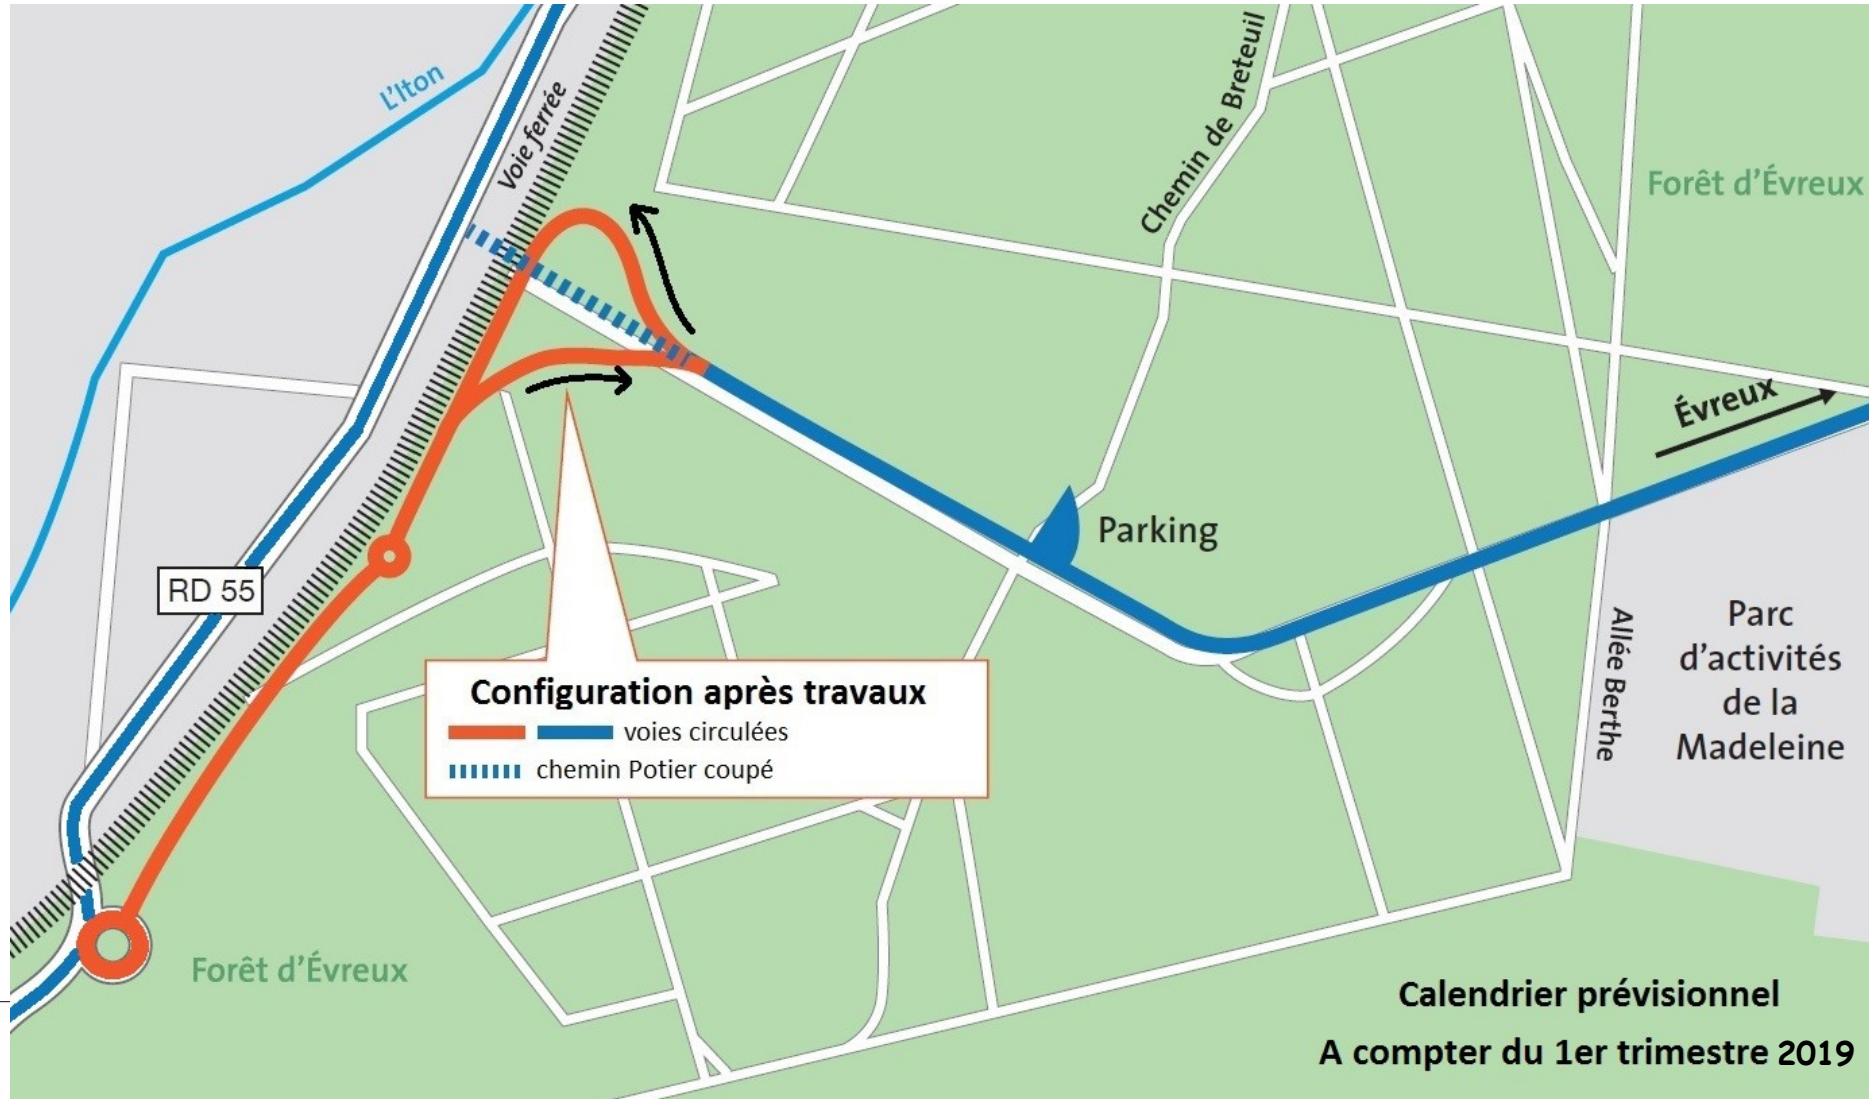 L'Iton
Voie ferrée
Chemin de Breteuil
Forêt d'Évreux
Évreux
Parking
RD 55
Allée Berthe
Parc
d'activités
de la
Madeleine
Configuration après travaux
voies circulées
chemin Potier coupé
Forêt d'Évreux
Calendrier prévisionnel
A compter du 1er trimestre 2019